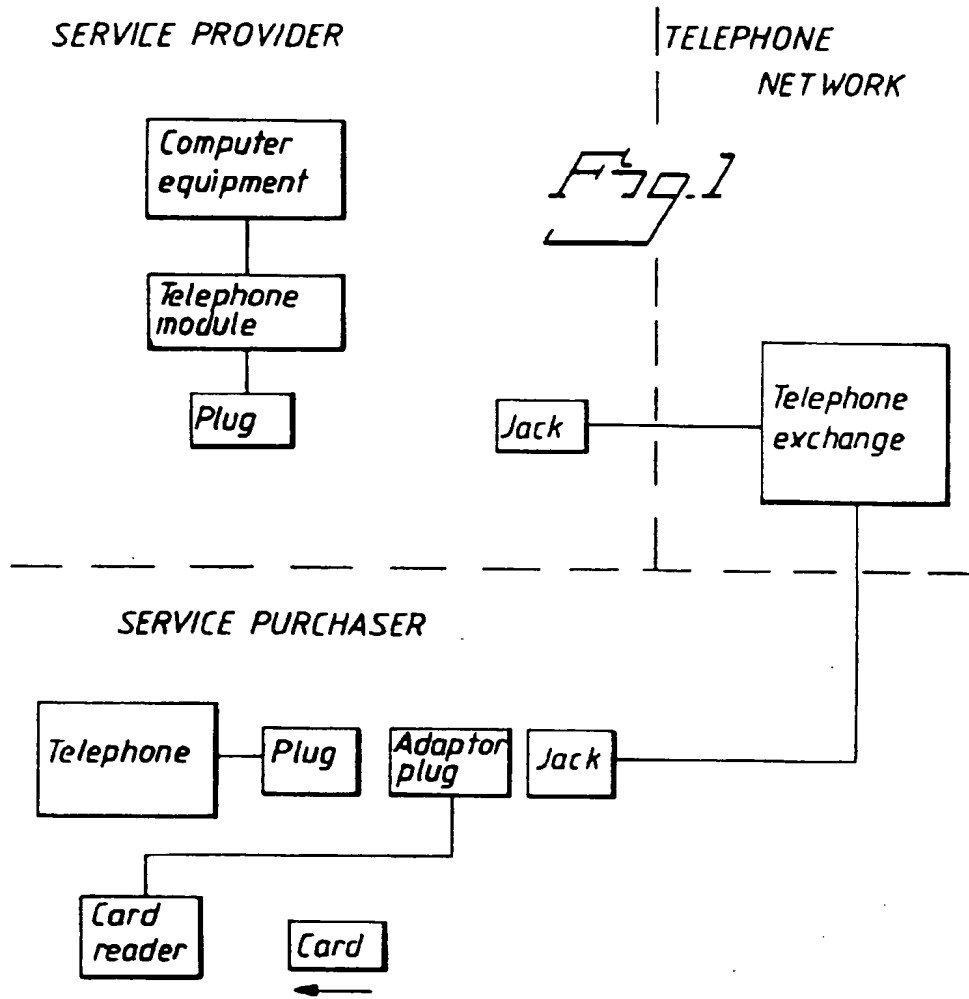 SERVICE PROVIDER
TELEPHONE
NETWORK
Computer
equipment
Fig.1
Telephone
module
Plug
Jack
Telephone
exchange
SERVICE PURCHASER
Telephone
Plug
Adaptor
plug
Jack
Card
reader
Card